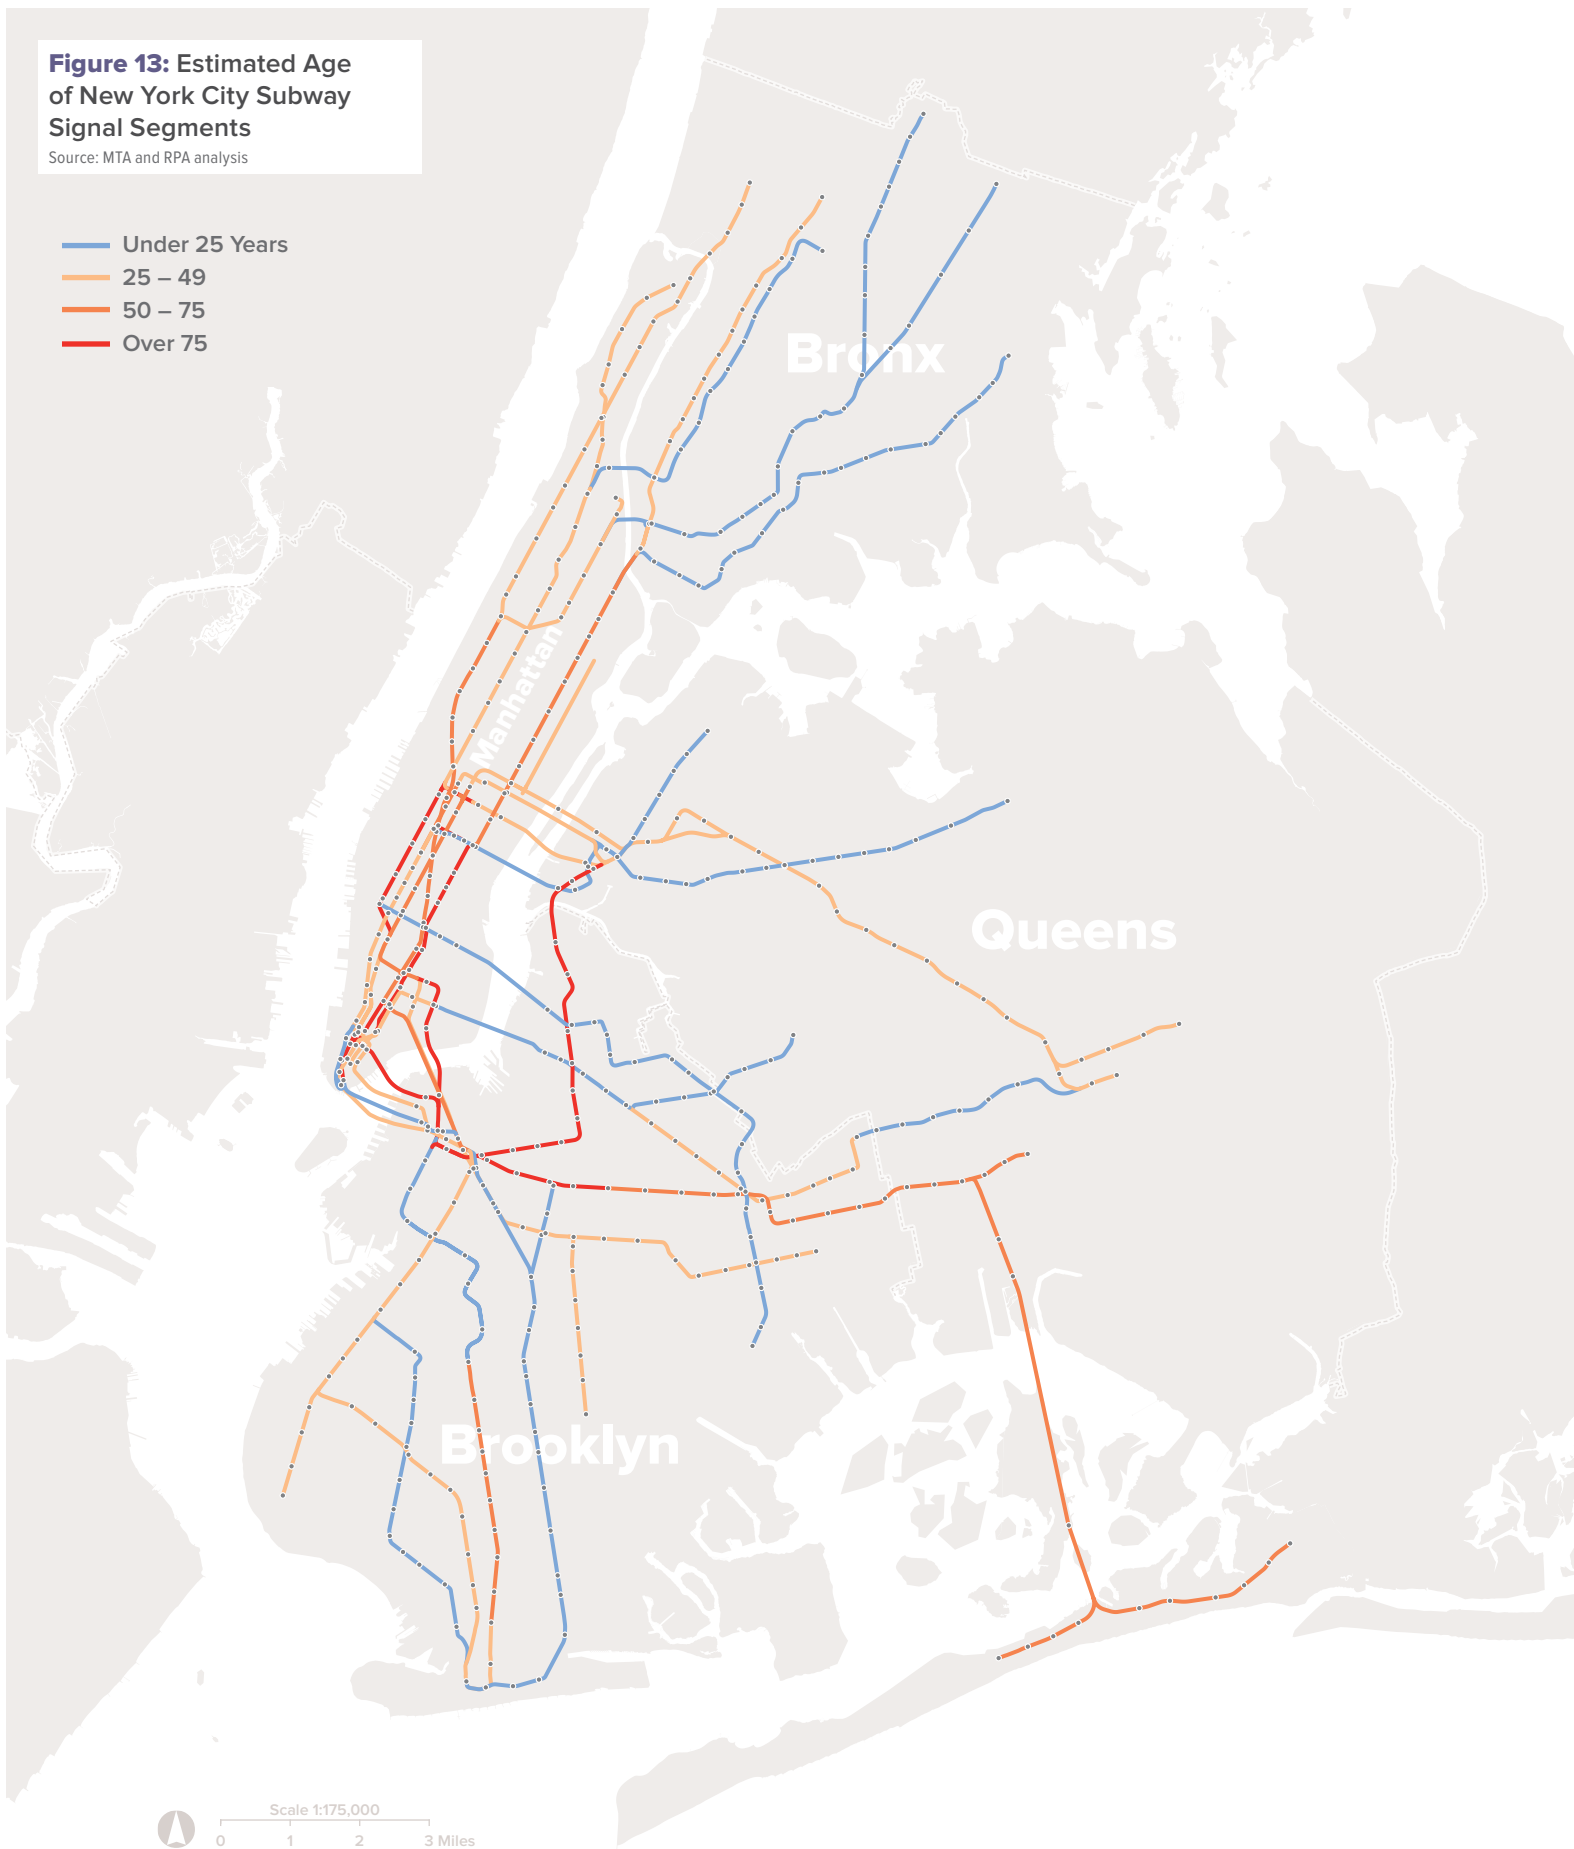 Figure 13: Estimated Age
of New York City Subway
Signal Segments
Source: MTA and RPA analysis
Under 25 Years
25 – 49
50 – 75
Over 75
Bronx
Manhattan
Queens
Brooklyn
Scale 1:175,000
0 1 2 3 Miles